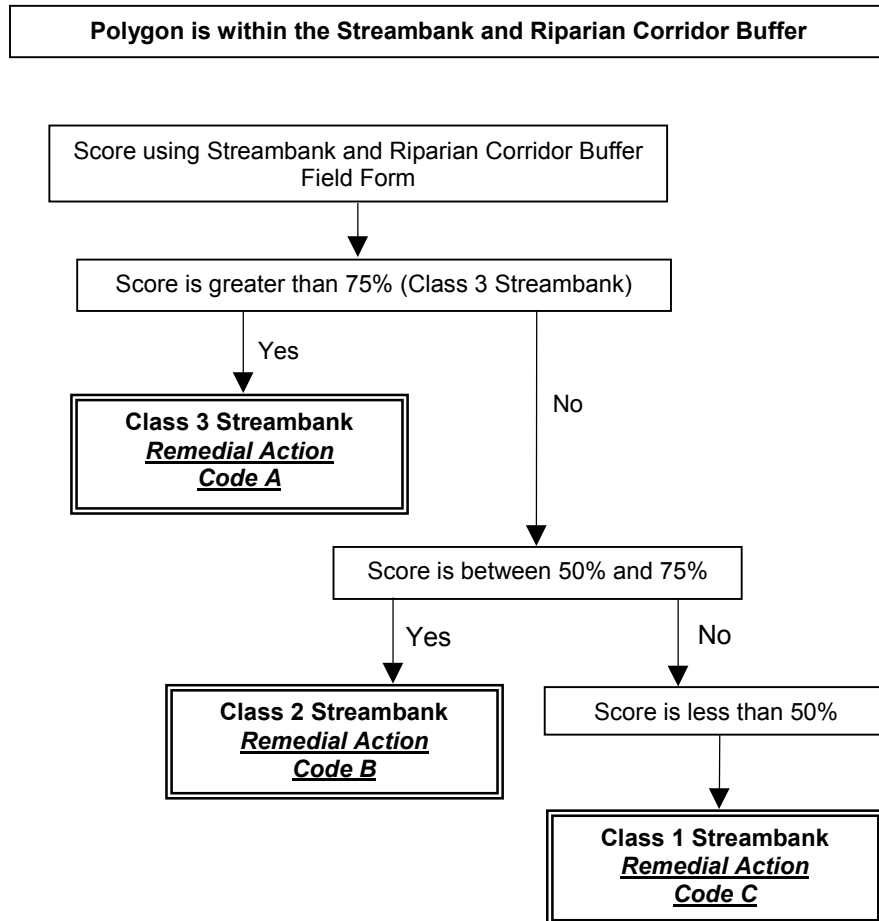 Polygon is within the Streambank and Riparian Corridor Buffer
Score using Streambank and Riparian Corridor Buffer
Field Form
Score is greater than 75% (Class 3 Streambank)
Yes
No
Class 3 Streambank
Remedial Action
Code A
Score is between 50% and 75%
Yes
No
Class 2 Streambank
Remedial Action
Code B
Score is less than 50%
Class 1 Streambank
Remedial Action
Code C